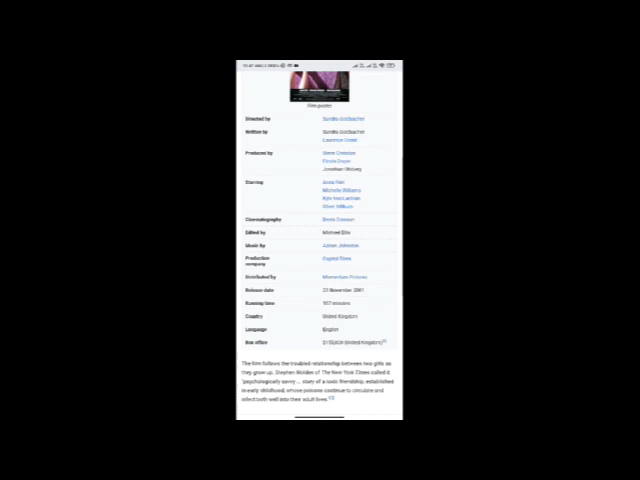 Film poster
Directed by Sandra Goldbacher
Written by Sandra Goldbacher
Laurence Coriat
Produced by Steve Christian
Nicole Dreyer
Jonathan Olsberg
Starring Anna Friel
Michelle Williams
Kyle MacLachlan
Oliver Milburn
Cinematography Denis Crossan
Edited by Michael Ellis
Music by Adrian Johnston
Production Capitol Films
company
Distributed by Momentum Pictures
Release date 23 November 2001
Running time 107 minutes
Country United Kingdom
Language English
Box office (United Kingdom)
The film follows the troubled relationship between two girls as
they grow up. Stephen Holden of The New York Times called it
"psychologically savvy ... story of a toxic friendship, established
in early childhood, whose poisons continue to circulate and
infect both well into their adult lives."